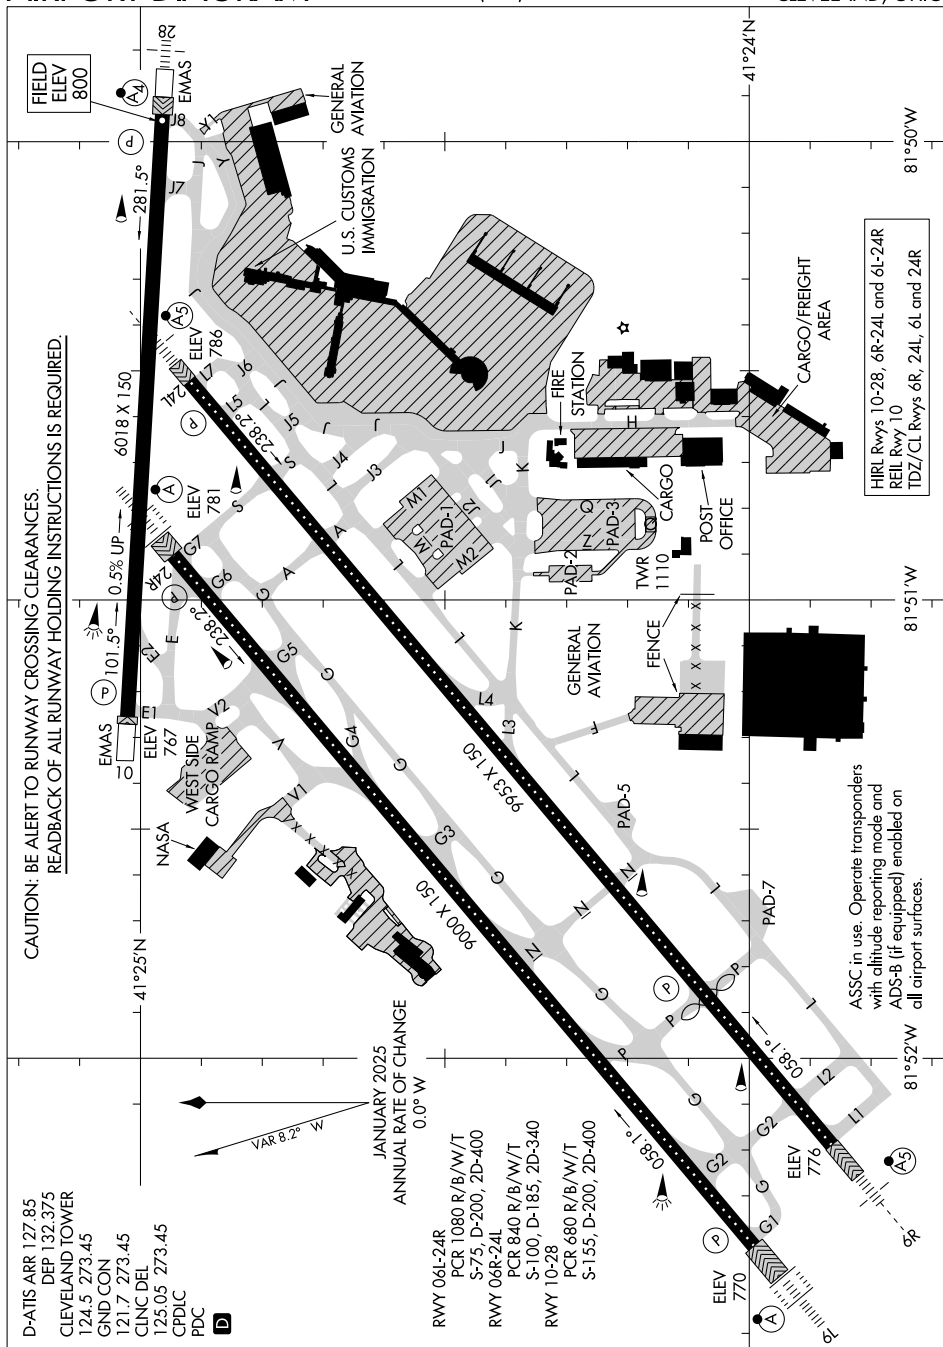 CAUTION: BE ALERT TO RUNWAY CROSSING CLEARANCES.
READBACK OF ALL RUNWAY HOLDING INSTRUCTIONS IS REQUIRED.
FIELD
ELEV
800
28
A4
EMAS
J8
P
281.5°
J7
J
Y1
Y
GENERAL
AVIATION
U.S. CUSTOMS
IMMIGRATION
41°24'N
81°50'W
A5
ELEV
786
6018 X 150
24L
L7
J6
L5
L
J5
J
238.2°
P
S
J4
J3
J
J
A
ELEV
781
0.5% UP
101.5°
24R
G7
G6
G
A
S
L
A
P
238.2°
E
E2
E1
P
EMAS
10
ELEV
767
V2
V
V1
WEST SIDE
CARGO RAMP
NASA
G5
G
G4
G
G3
G
9000 X 150
9953 X 150
M1
M
PAD-1
M2
J2
J
J
K
K
L
L
L4
L3
L
FIRE
STATION
H
CARGO
POST
OFFICE
CARGO/FREIGHT
AREA
Q
PAD-3
Z
Q
PAD-2
TWR
1110
GENERAL
AVIATION
FENCE
F
X X X X X
81°51'W
HIRL Rwys 10-28, 6R-24L and 6L-24R
REIL Rwy 10
TDZ/CL Rwys 6R, 24L, 6L and 24R
PAD-5
N
N
N
L
PAD-7
P
P
P
P
G
L
41°25'N
81°52'W
ASSC in use. Operate transponders
with altitude reporting mode and
ADS-B (if equipped) enabled on
all airport surfaces.
058.1°
058.1°
G
G2
G2
G
G1
L2
L1
ELEV
776
A5
6R
P
ELEV
770
A
6L
VAR 8.2° W
JANUARY 2025
ANNUAL RATE OF CHANGE
0.0° W
D-ATIS ARR 127.85
DEP 132.375
CLEVELAND TOWER
124.5 273.45
GND CON
121.7 273.45
CLNC DEL
125.05 273.45
CPDLC
PDC
D
RWY 06L-24R
PCR 1080 R/B/W/T
S-75, D-200, 2D-400
RWY 06R-24L
PCR 840 R/B/W/T
S-100, D-185, 2D-340
RWY 10-28
PCR 680 R/B/W/T
S-155, D-200, 2D-400